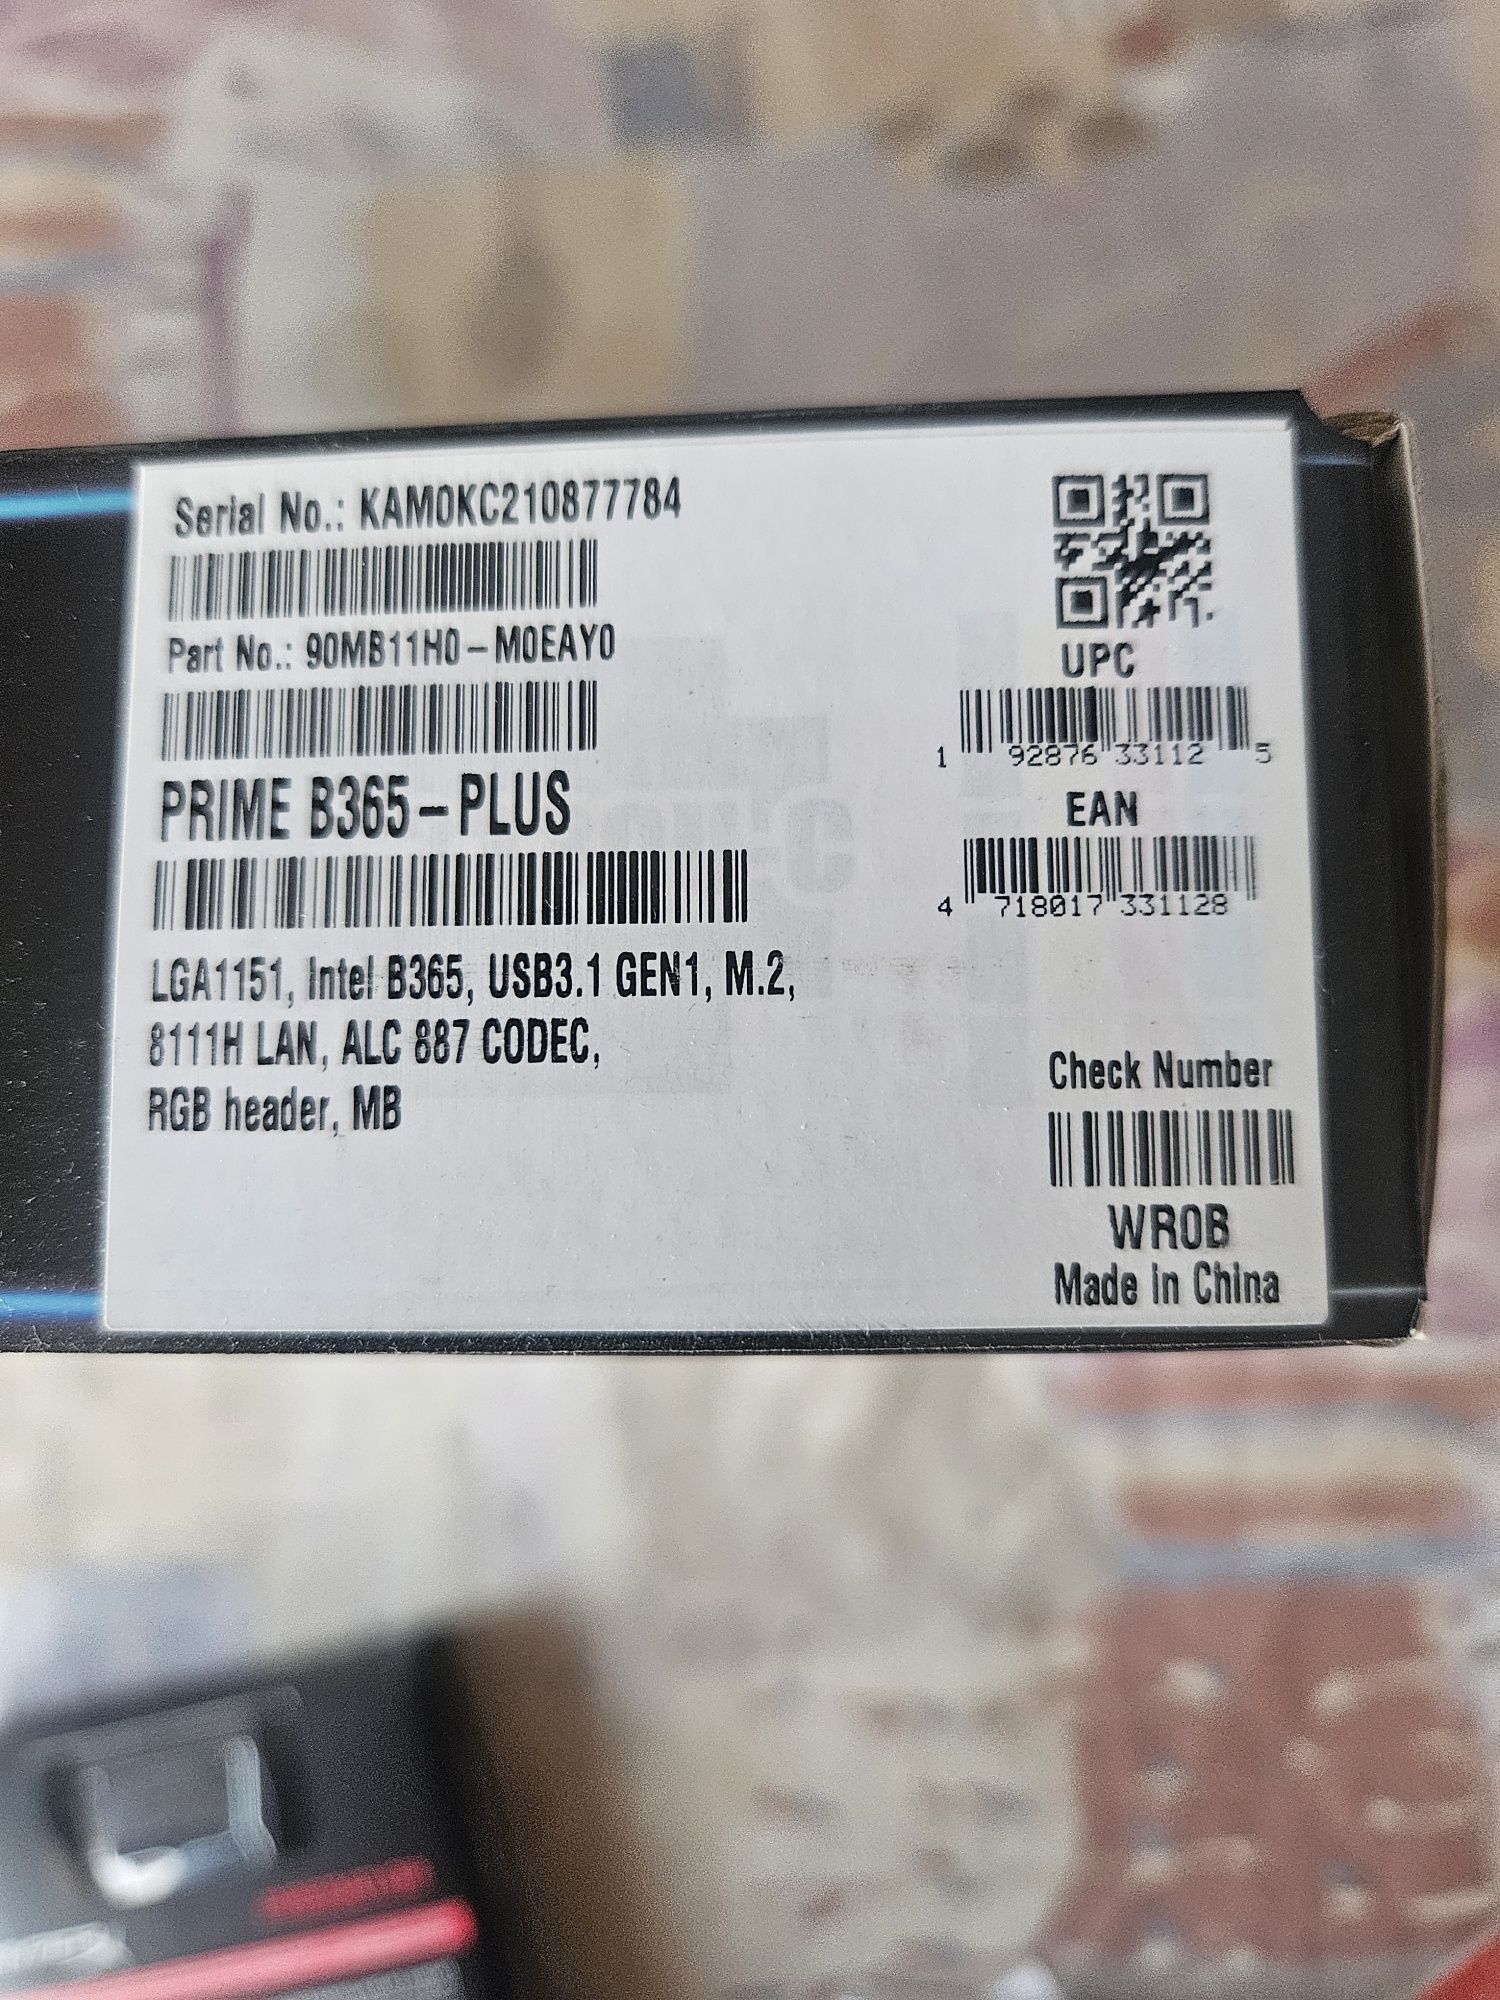 Serial No.: KAM0KC210877784
Part No.: 90MB11H0-M0EAY0
PRIME B365-PLUS
LGA1151, Intel B365, USB3.1 GEN1, M.2,
8111H LAN, ALC 887 CODEC,
RGB header, MB
UPC
1 92876 33112 5
EAN
4 718017 331128
Check Number
WR0B
Made in China